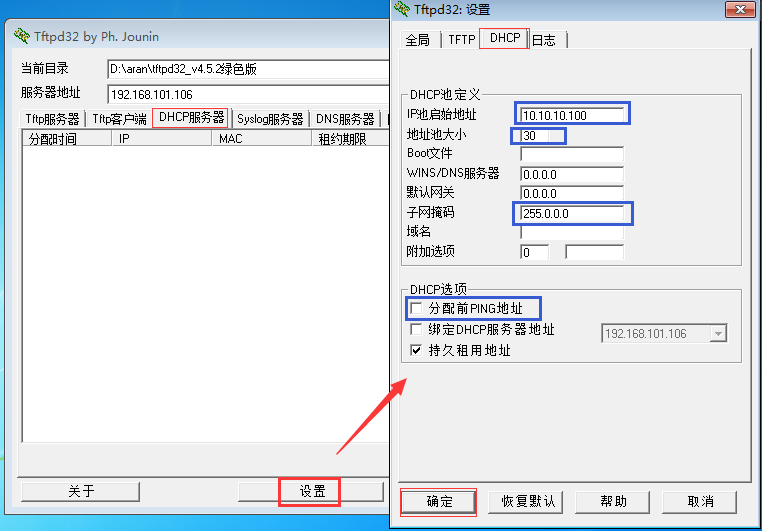 Tftpd32 by Ph. Jounin
当前目录 D:\aran\tftpd32_v4.5.2绿色版
服务器地址 192.168.101.106
Tftp服务器 Tftp客户端 DHCP服务器 Syslog服务器 DNS服务器
分配时间 IP MAC 租约期限
关于 设置
Tftpd32: 设置
全局 TFTP DHCP 日志
DHCP池定义
IP池启始地址 10.10.10.100
地址池大小 30
Boot文件
WINS/DNS服务器 0.0.0.0
默认网关 0.0.0.0
子网掩码 255.0.0.0
域名
附加选项 0
DHCP选项
分配前PING地址
绑定DHCP服务器地址 192.168.101.106
持久租用地址
确定 恢复默认 帮助 取消